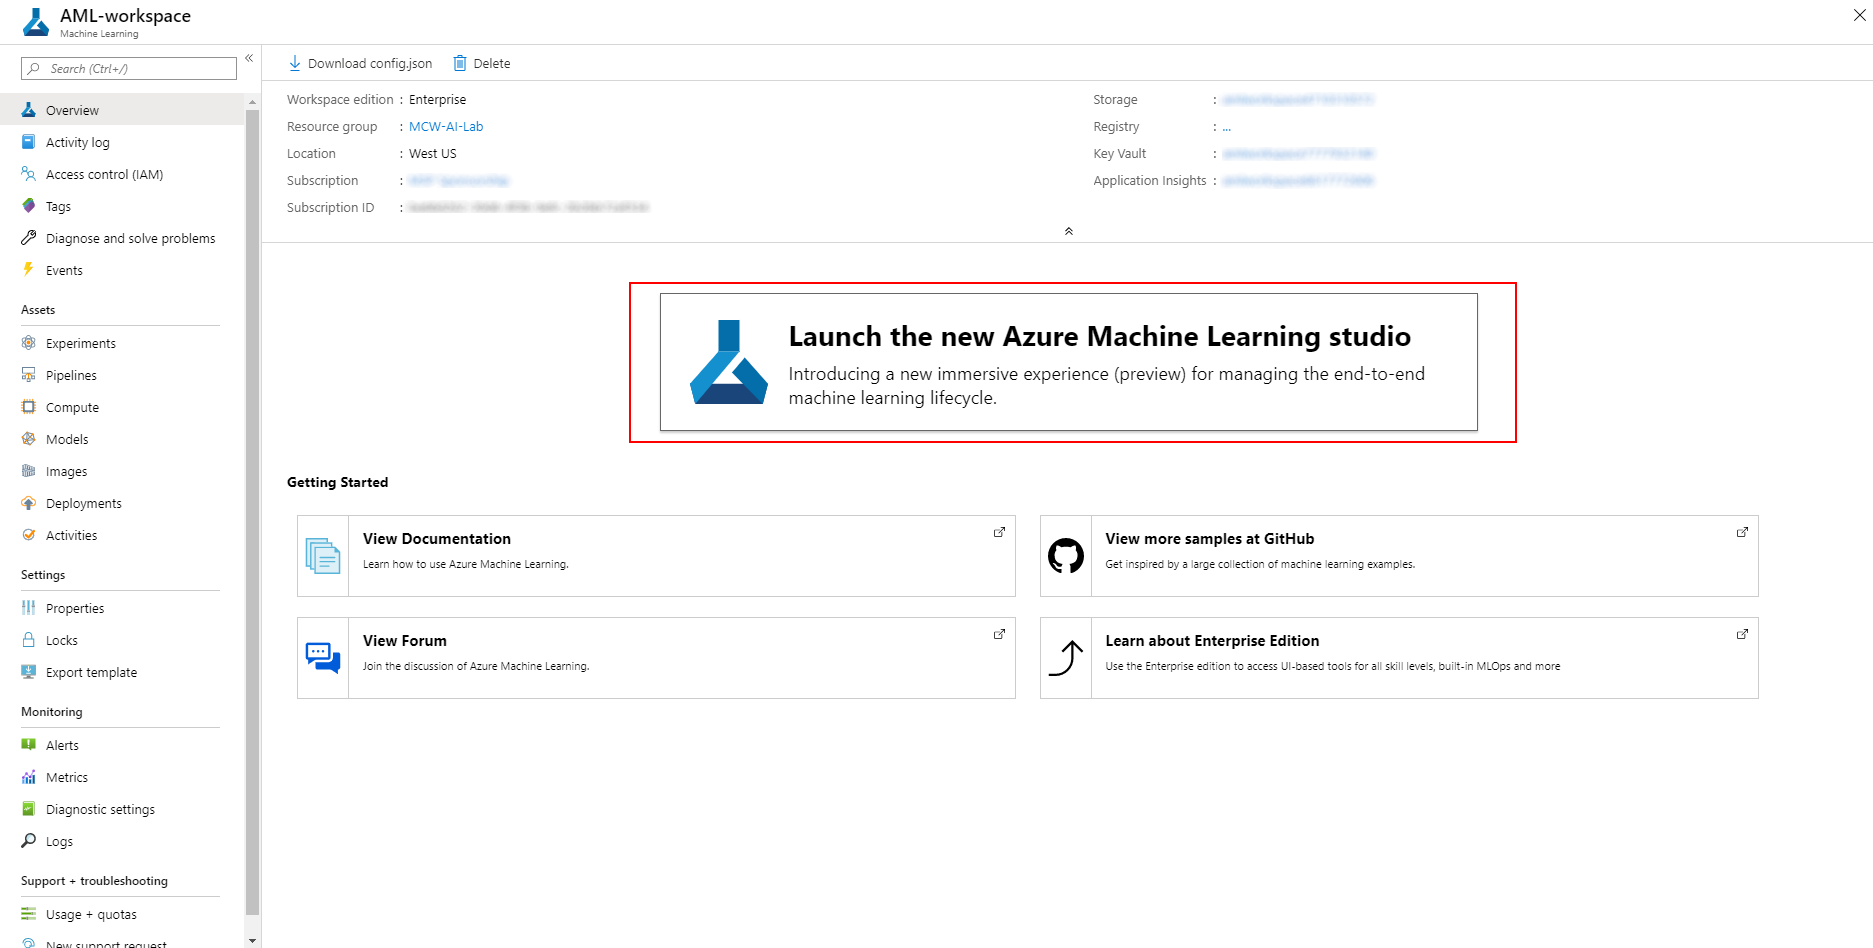 AML-workspace
Machine Learning
Search (Ctrl+/)
Overview
Activity log
Access control (IAM)
Tags
Diagnose and solve problems
Events
Assets
Experiments
Pipelines
Compute
Models
Images
Deployments
Activities
Settings
Properties
Locks
Export template
Monitoring
Alerts
Metrics
Diagnostic settings
Logs
Support + troubleshooting
Usage + quotas
New support request
Download config.json
Delete
Workspace edition : Enterprise
Resource group : MCW-AI-Lab
Location : West US
Subscription :
Subscription ID :
Storage :
Registry : ...
Key Vault :
Application Insights :
Launch the new Azure Machine Learning studio
Introducing a new immersive experience (preview) for managing the end-to-end
machine learning lifecycle.
Getting Started
View Documentation
Learn how to use Azure Machine Learning.
View more samples at GitHub
Get inspired by a large collection of machine learning examples.
View Forum
Join the discussion of Azure Machine Learning.
Learn about Enterprise Edition
Use the Enterprise edition to access UI-based tools for all skill levels, built-in MLOps and more